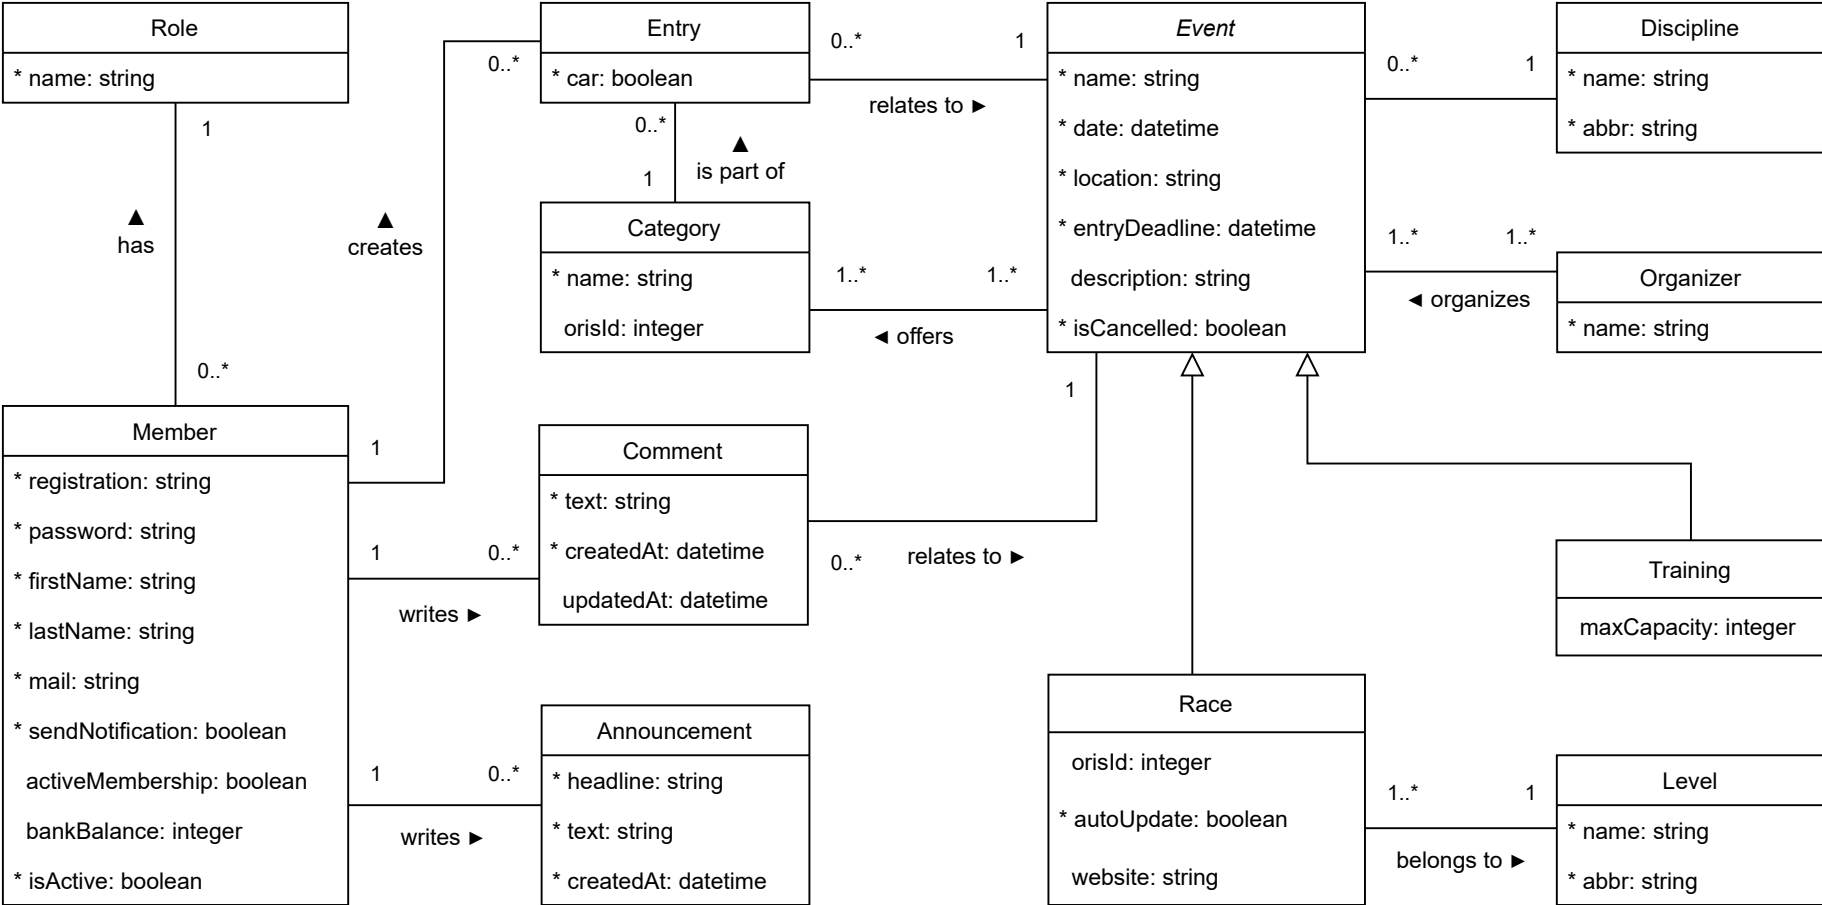 Role
* name: string
1
▲
has
0..*
Member
* registration: string
* password: string
* firstName: string
* lastName: string
* mail: string
* sendNotification: boolean
activeMembership: boolean
bankBalance: integer
* isActive: boolean
▲
creates
1
0..*
1
0..*
writes ►
1
0..*
writes ►
Entry
* car: boolean
0..*
1
▲
is part of
Category
* name: string
orisId: integer
Comment
* text: string
* createdAt: datetime
updatedAt: datetime
Announcement
* headline: string
* text: string
* createdAt: datetime
0..*
1
relates to ►
1..*
1..*
◄ offers
1
0..*
relates to ►
Event
* name: string
* date: datetime
* location: string
* entryDeadline: datetime
description: string
* isCancelled: boolean
Race
orisId: integer
* autoUpdate: boolean
website: string
0..*
1
1..*
1..*
◄ organizes
1..*
1
belongs to ►
Discipline
* name: string
* abbr: string
Organizer
* name: string
Training
maxCapacity: integer
Level
* name: string
* abbr: string